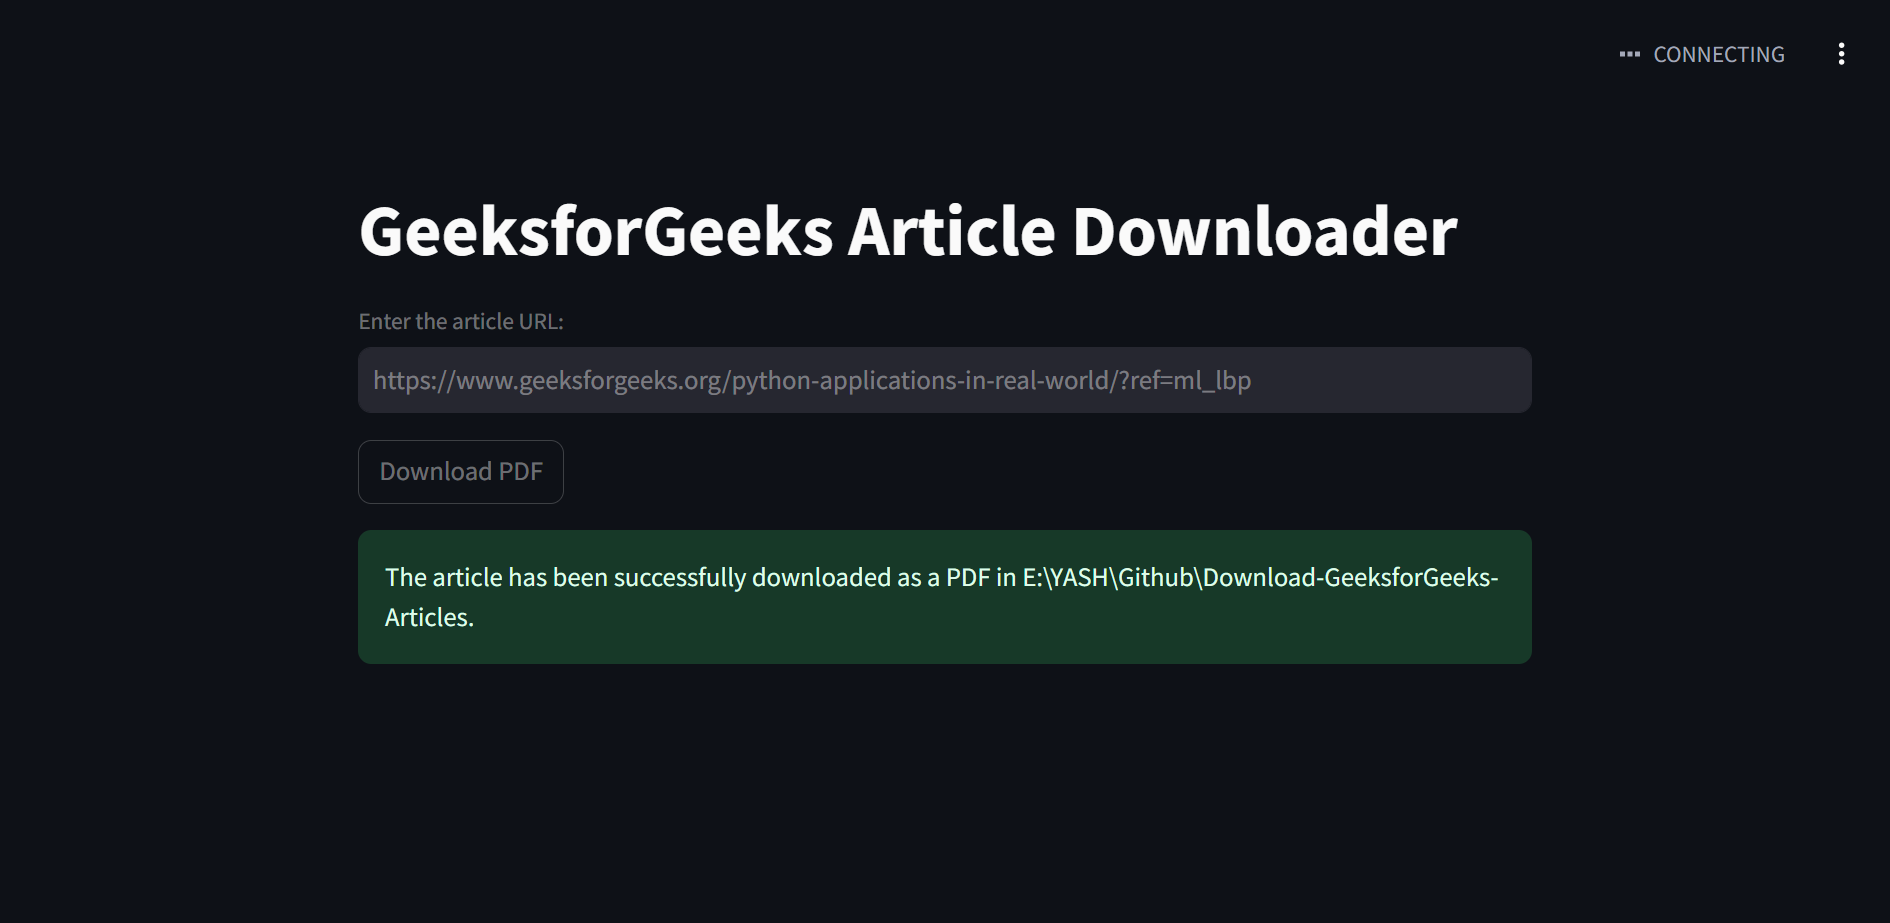 CONNECTING
GeeksforGeeks Article Downloader
Enter the article URL:
https://www.geeksforgeeks.org/python-applications-in-real-world/?ref=ml_lbp
Download PDF
The article has been successfully downloaded as a PDF in E:\YASH\Github\Download-GeeksforGeeks-
Articles.